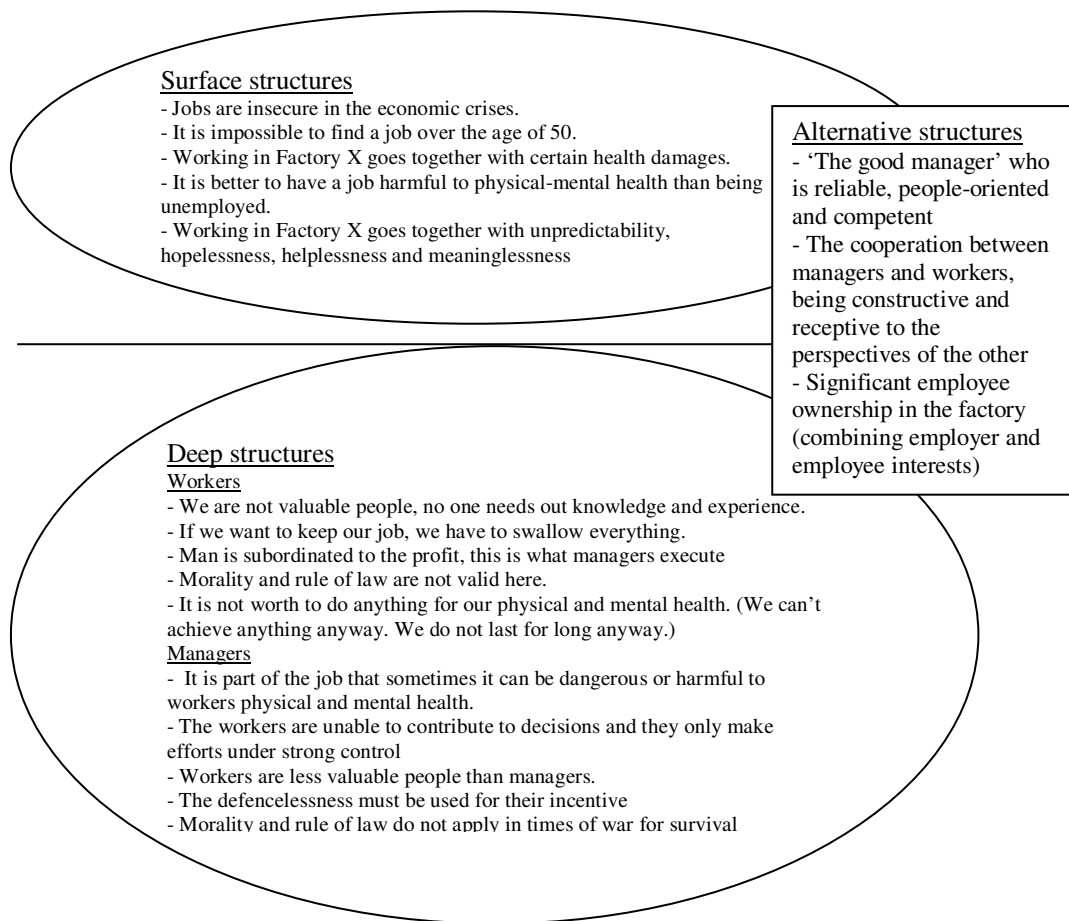 Surface structures
- Jobs are insecure in the economic crises.
- It is impossible to find a job over the age of 50.
- Working in Factory X goes together with certain health damages.
- It is better to have a job harmful to physical-mental health than being
unemployed.
- Working in Factory X goes together with unpredictability,
hopelessness, helplessness and meaninglessness
Alternative structures
- ‘The good manager’ who
is reliable, people-oriented
and competent
- The cooperation between
managers and workers,
being constructive and
receptive to the
perspectives of the other
- Significant employee
ownership in the factory
(combining employer and
employee interests)
Deep structures
Workers
- We are not valuable people, no one needs out knowledge and experience.
- If we want to keep our job, we have to swallow everything.
- Man is subordinated to the profit, this is what managers execute
- Morality and rule of law are not valid here.
- It is not worth to do anything for our physical and mental health. (We can’t
achieve anything anyway. We do not last for long anyway.)
Managers
- It is part of the job that sometimes it can be dangerous or harmful to
workers physical and mental health.
- The workers are unable to contribute to decisions and they only make
efforts under strong control
- Workers are less valuable people than managers.
- The defencelessness must be used for their incentive
- Morality and rule of law do not apply in times of war for survival